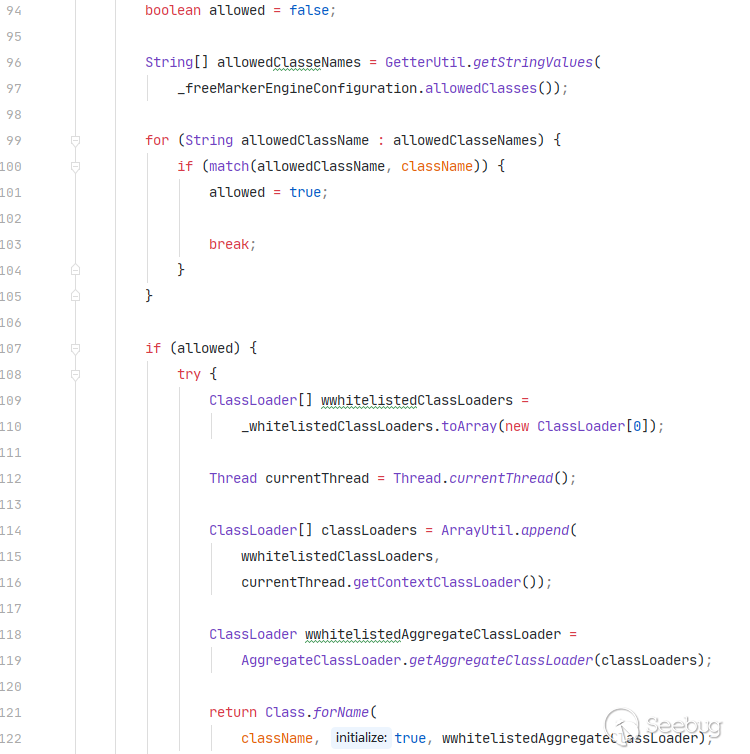 94 boolean allowed = false;
95
96 String[] allowedClasseNames = GetterUtil.getStringValues(
97 _freeMarkerEngineConfiguration.allowedClasses());
98
99 for (String allowedClassName : allowedClasseNames) {
100 if (match(allowedClassName, className)) {
101 allowed = true;
102
103 break;
104 }
105 }
106
107 if (allowed) {
108 try {
109 ClassLoader[] wwhitelistedClassLoaders =
110 _whitelistedClassLoaders.toArray(new ClassLoader[0]);
111
112 Thread currentThread = Thread.currentThread();
113
114 ClassLoader[] classLoaders = ArrayUtil.append(
115 wwhitelistedClassLoaders,
116 currentThread.getContextClassLoader());
117
118 ClassLoader wwhitelistedAggregateClassLoader =
119 AggregateClassLoader.getAggregateClassLoader(classLoaders);
120
121 return Class.forName(
122 className, initialize: true, wwhitelistedAggregateClassLoader);
Seebug